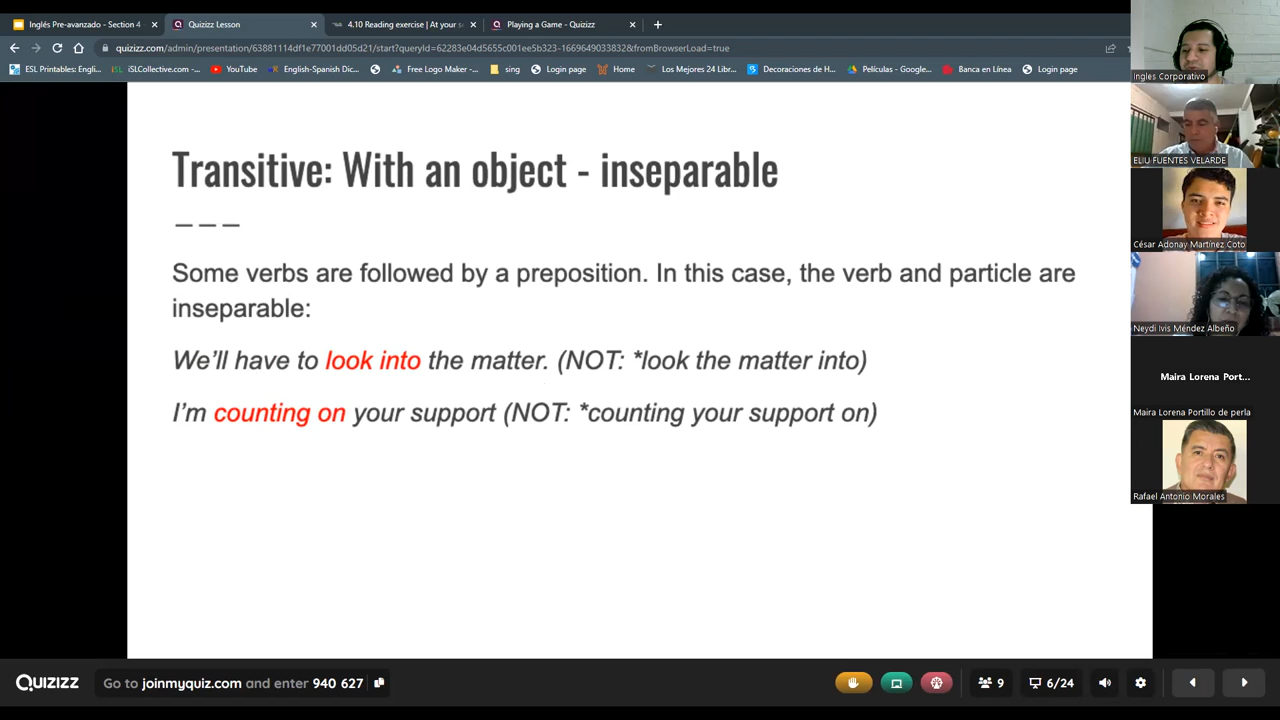 Inglés Pre-avanzado - Section 4
Quizizz Lesson
4.10 Reading exercise | At your s
Playing a Game - Quizizz
quizizz.com/admin/presentation/63881114df1e77001dd05d21/start?queryId=62283e04d5655c001ee5b323-1669649033832&fromBrowserLoad=true
ESL Printables: Engli...
iSLCollective.com -...
YouTube
English-Spanish Dic...
Free Logo Maker -...
sing
Login page
Home
Los Mejores 24 Libr...
Decoraciones de H...
Películas - Google...
Banca en Línea
Login page
Transitive: With an object - inseparable
Some verbs are followed by a preposition. In this case, the verb and particle are
inseparable:
We'll have to look into the matter. (NOT: *look the matter into)
I'm counting on your support (NOT: *counting your support on)
Ingles Corporativo
ELIU FUENTES VELARDE
César Adonay Martínez Coto
Neydi Ivis Méndez Albeño
Maira Lorena Port...
Maira Lorena Portillo de perla
Rafael Antonio Morales
Quizizz
Go to joinmyquiz.com and enter 940 627
9
6/24